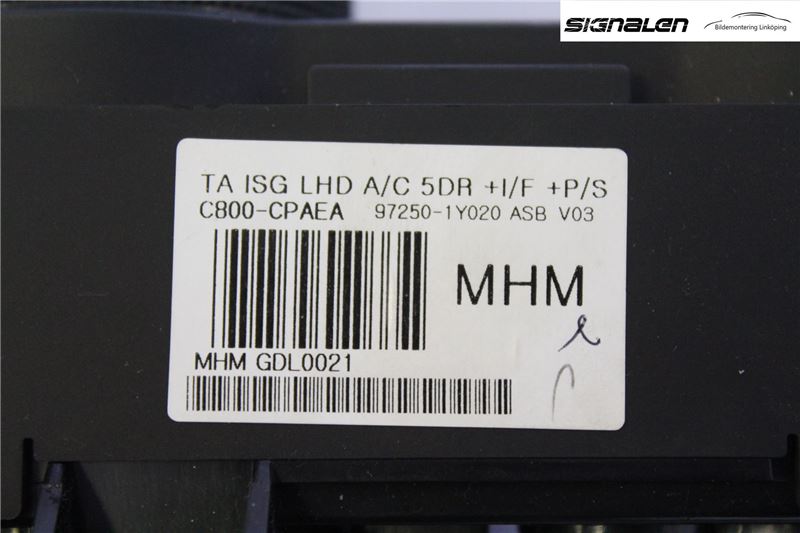 SIGNALEN
Bildemontering Linköping
TA ISG LHD A/C 5DR +I/F +P/S
C800-CPAEA 97250-1Y020 ASB V03
MHM
MHM GDL0021